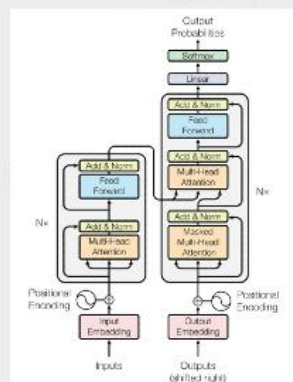 Output
Probabilities
Softmax
Linear
Add & Norm
Feed
Forward
Add & Norm
Multi-Head
Attention
Add & Norm
Masked
Multi-Head
Attention
Nx
Positional
Encoding
Output
Embedding
Outputs
(shifted right)
Add & Norm
Feed
Forward
Add & Norm
Multi-Head
Attention
Nx
Positional
Encoding
Input
Embedding
Inputs